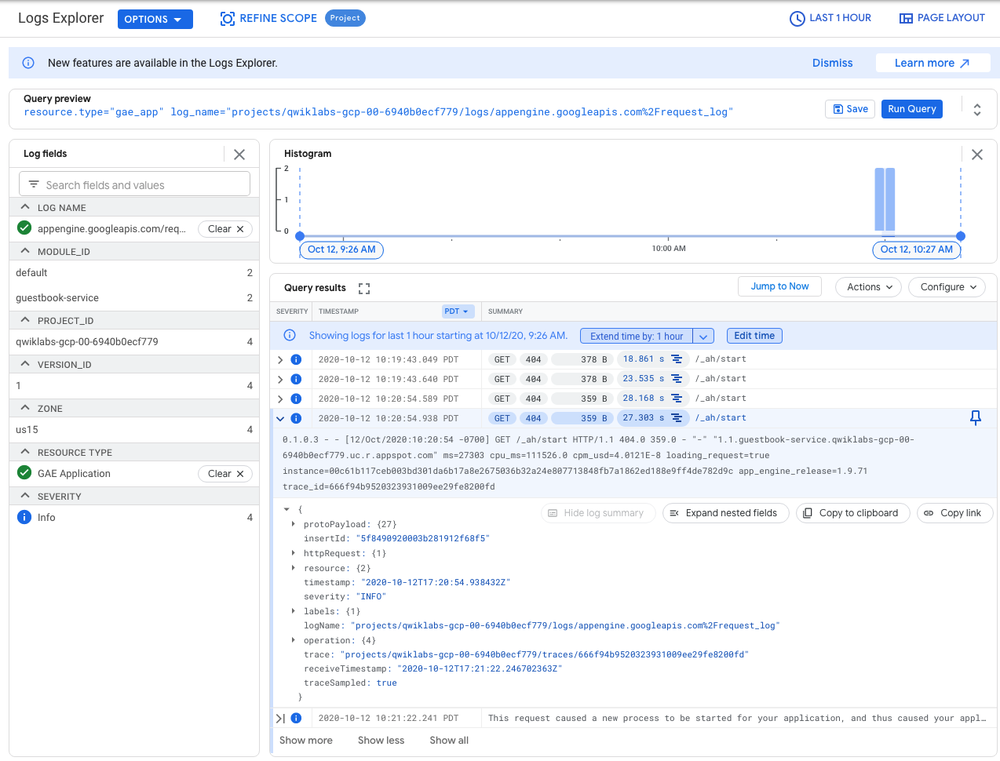 Logs Explorer OPTIONS REFINE SCOPE Project LAST 1 HOUR PAGE LAYOUT
New features are available in the Logs Explorer. Dismiss Learn more
Query preview
resource.type="gae_app" log_name="projects/qwiklabs-gcp-00-6940b0ecf779/logs/appengine.googleapis.com%2Frequest_log" Save Run Query
Log fields
Search fields and values
LOG NAME
appengine.googleapis.com/req... Clear
MODULE_ID
default 2
guestbook-service 2
PROJECT_ID
qwiklabs-gcp-00-6940b0ecf779 4
VERSION_ID
1 4
ZONE
us15 4
RESOURCE TYPE
GAE Application Clear
SEVERITY
Info 4
Histogram
2
1
0
Oct 12, 9:26 AM 10:00 AM Oct 12, 10:27 AM
Query results Jump to Now Actions Configure
SEVERITY TIMESTAMP PDT SUMMARY
Showing logs for last 1 hour starting at 10/12/20, 9:26 AM. Extend time by: 1 hour Edit time
2020-10-12 10:19:43.049 PDT GET 404 378 B 18.861 s /_ah/start
2020-10-12 10:19:43.640 PDT GET 404 378 B 23.535 s /_ah/start
2020-10-12 10:20:54.589 PDT GET 404 359 B 28.168 s /_ah/start
2020-10-12 10:20:54.938 PDT GET 404 359 B 27.303 s /_ah/start
0.1.0.3 - - [12/Oct/2020:10:20:54 -0700] GET /_ah/start HTTP/1.1 404.0 359.0 - "-" "1.1.guestbook-service.qwiklabs-gcp-00-
6940b0ecf779.uc.r.appspot.com" ms=27303 cpu_ms=111526.0 cpm_usd=4.0121E-8 loading_request=true
instance=00c61b117ceb003bd301da6b17a8e2675036b32a24e807713848fb7a1862ed188e9ff4de782d9c app_engine_release=1.9.71
trace_id=666f94b9520323931009ee29fe8200fd
{ Hide log summary Expand nested fields Copy to clipboard Copy link
protoPayload: {27}
insertId: "5f8490920003b281912f68f5"
httpRequest: {1}
resource: {2}
timestamp: "2020-10-12T17:20:54.938432Z"
severity: "INFO"
labels: {1}
logName: "projects/qwiklabs-gcp-00-6940b0ecf779/logs/appengine.googleapis.com%2Frequest_log"
operation: {4}
trace: "projects/qwiklabs-gcp-00-6940b0ecf779/traces/666f94b9520323931009ee29fe8200fd"
receiveTimestamp: "2020-10-12T17:21:22.246702363Z"
traceSampled: true
}
2020-10-12 10:21:22.241 PDT This request caused a new process to be started for your application, and thus caused your appl…
Show more Show less Show all